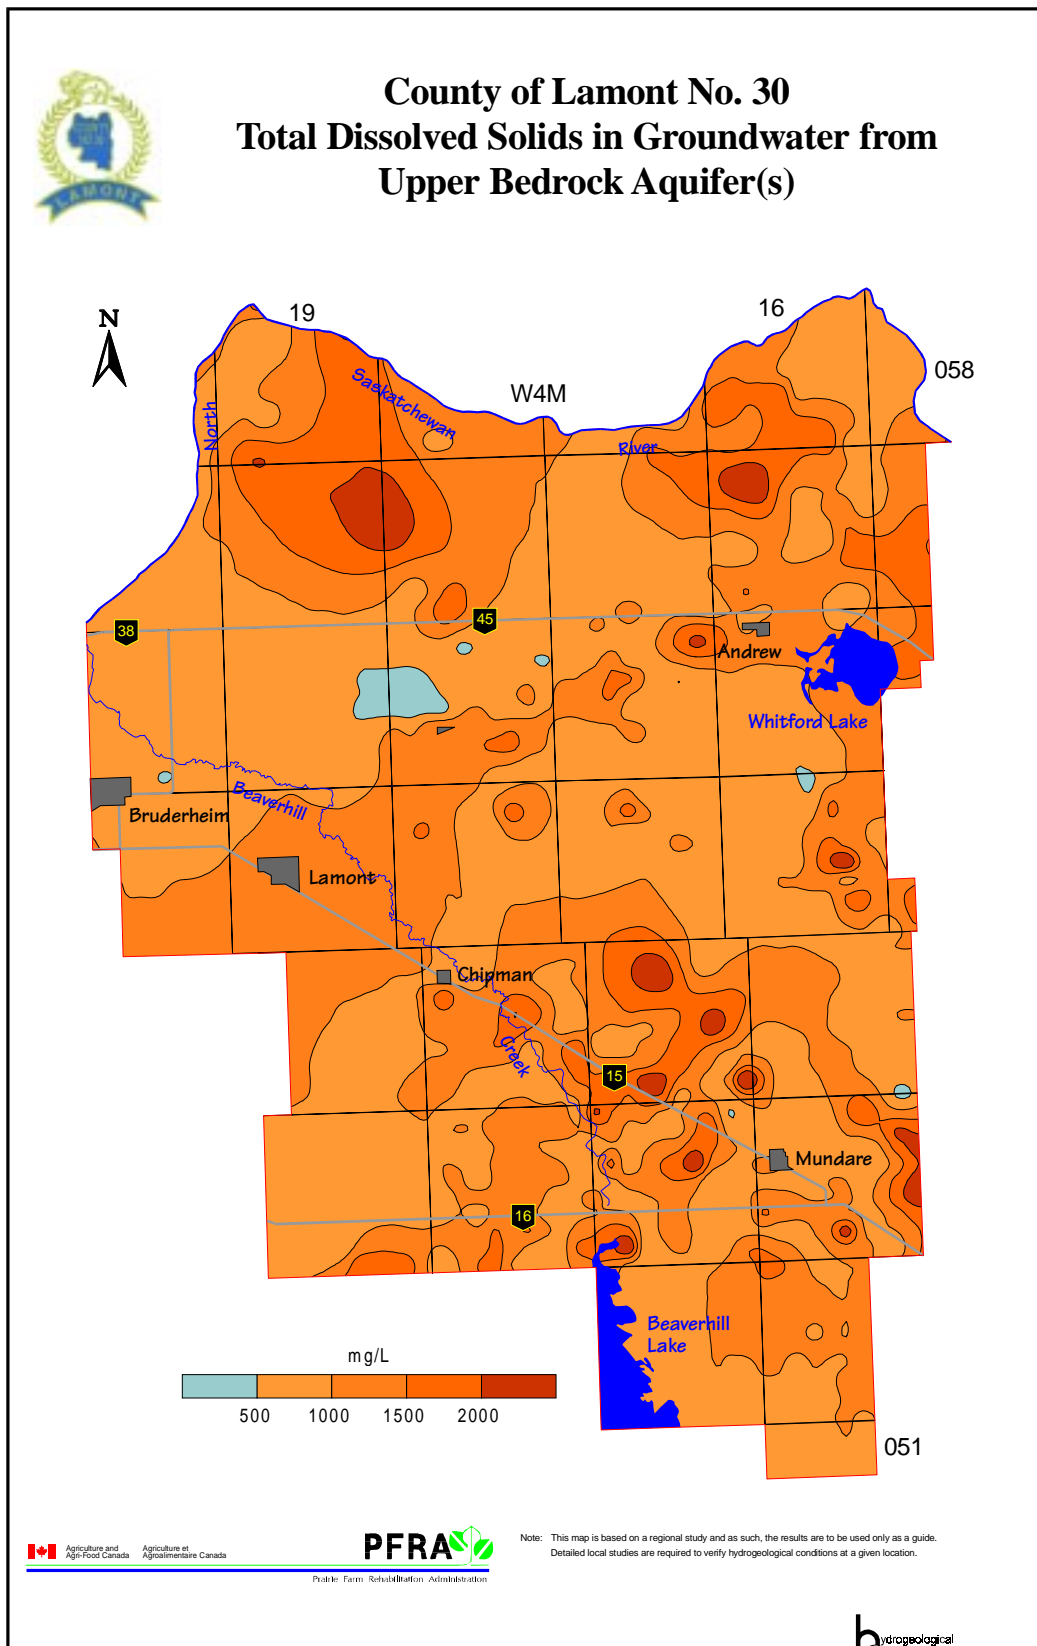 County of Lamont No. 30
Total Dissolved Solids in Groundwater from
Upper Bedrock Aquifer(s)
LAMONT
N
19
16
058
W4M
North
Saskatchewan
River
38
45
Andrew
Whitford Lake
Bruderheim
Beaverhill
Lamont
Chipman
Creek
15
Mundare
16
Beaverhill
Lake
051
mg/L
500 1000 1500 2000
Agriculture and
Agri-Food Canada
Agriculture et
Agroalimentaire Canada
PFRA
Prairie Farm Rehabilitation Administration
Note: This map is based on a regional study and as such, the results are to be used only as a guide.
Detailed local studies are required to verify hydrogeological conditions at a given location.
hydrogeological